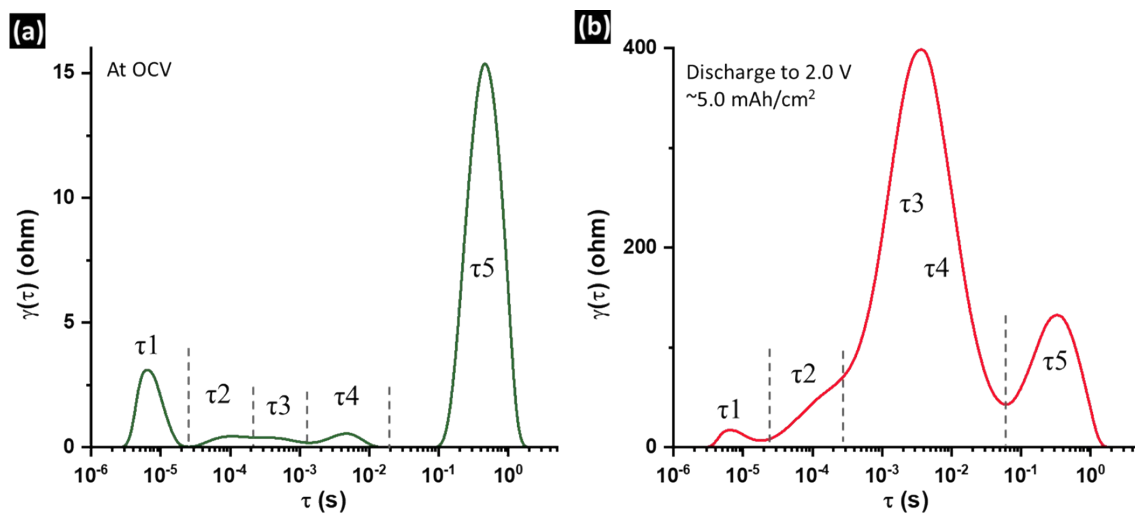 (a)
At OCV
γ(τ) (ohm)
15
10
5
0
τ1
τ2
τ3
τ4
τ5
10⁻⁶ 10⁻⁵ 10⁻⁴ 10⁻³ 10⁻² 10⁻¹ 10⁰
τ (s)
(b)
Discharge to 2.0 V
~5.0 mAh/cm²
γ(τ) (ohm)
400
200
0
τ1
τ2
τ3
τ4
τ5
10⁻⁶ 10⁻⁵ 10⁻⁴ 10⁻³ 10⁻² 10⁻¹ 10⁰
τ (s)